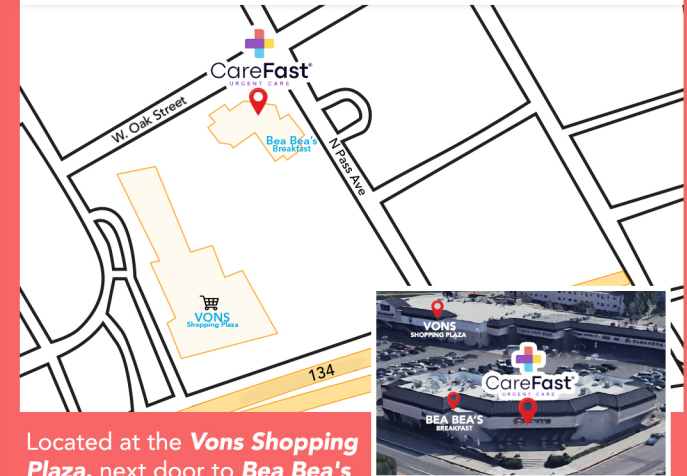 CareFast®
URGENT CARE
W. Oak Street
Bea Bea's
Breakfast
N Pass Ave
VONS
Shopping Plaza
134
VONS
SHOPPING PLAZA
CLEANERS
CareFast®
URGENT CARE
BEA BEA'S
BREAKFAST
Located at the Vons Shopping
Plaza, next door to Bea Bea's